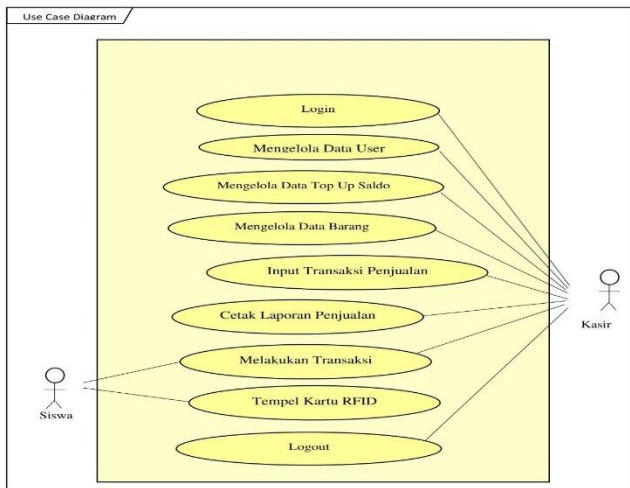 Use Case Diagram
Login
Mengelola Data User
Mengelola Data Top Up Saldo
Mengelola Data Barang
Input Transaksi Penjualan
Cetak Laporan Penjualan
Kasir
Melakukan Transaksi
Tempel Kartu RFID
Siswa
Logout